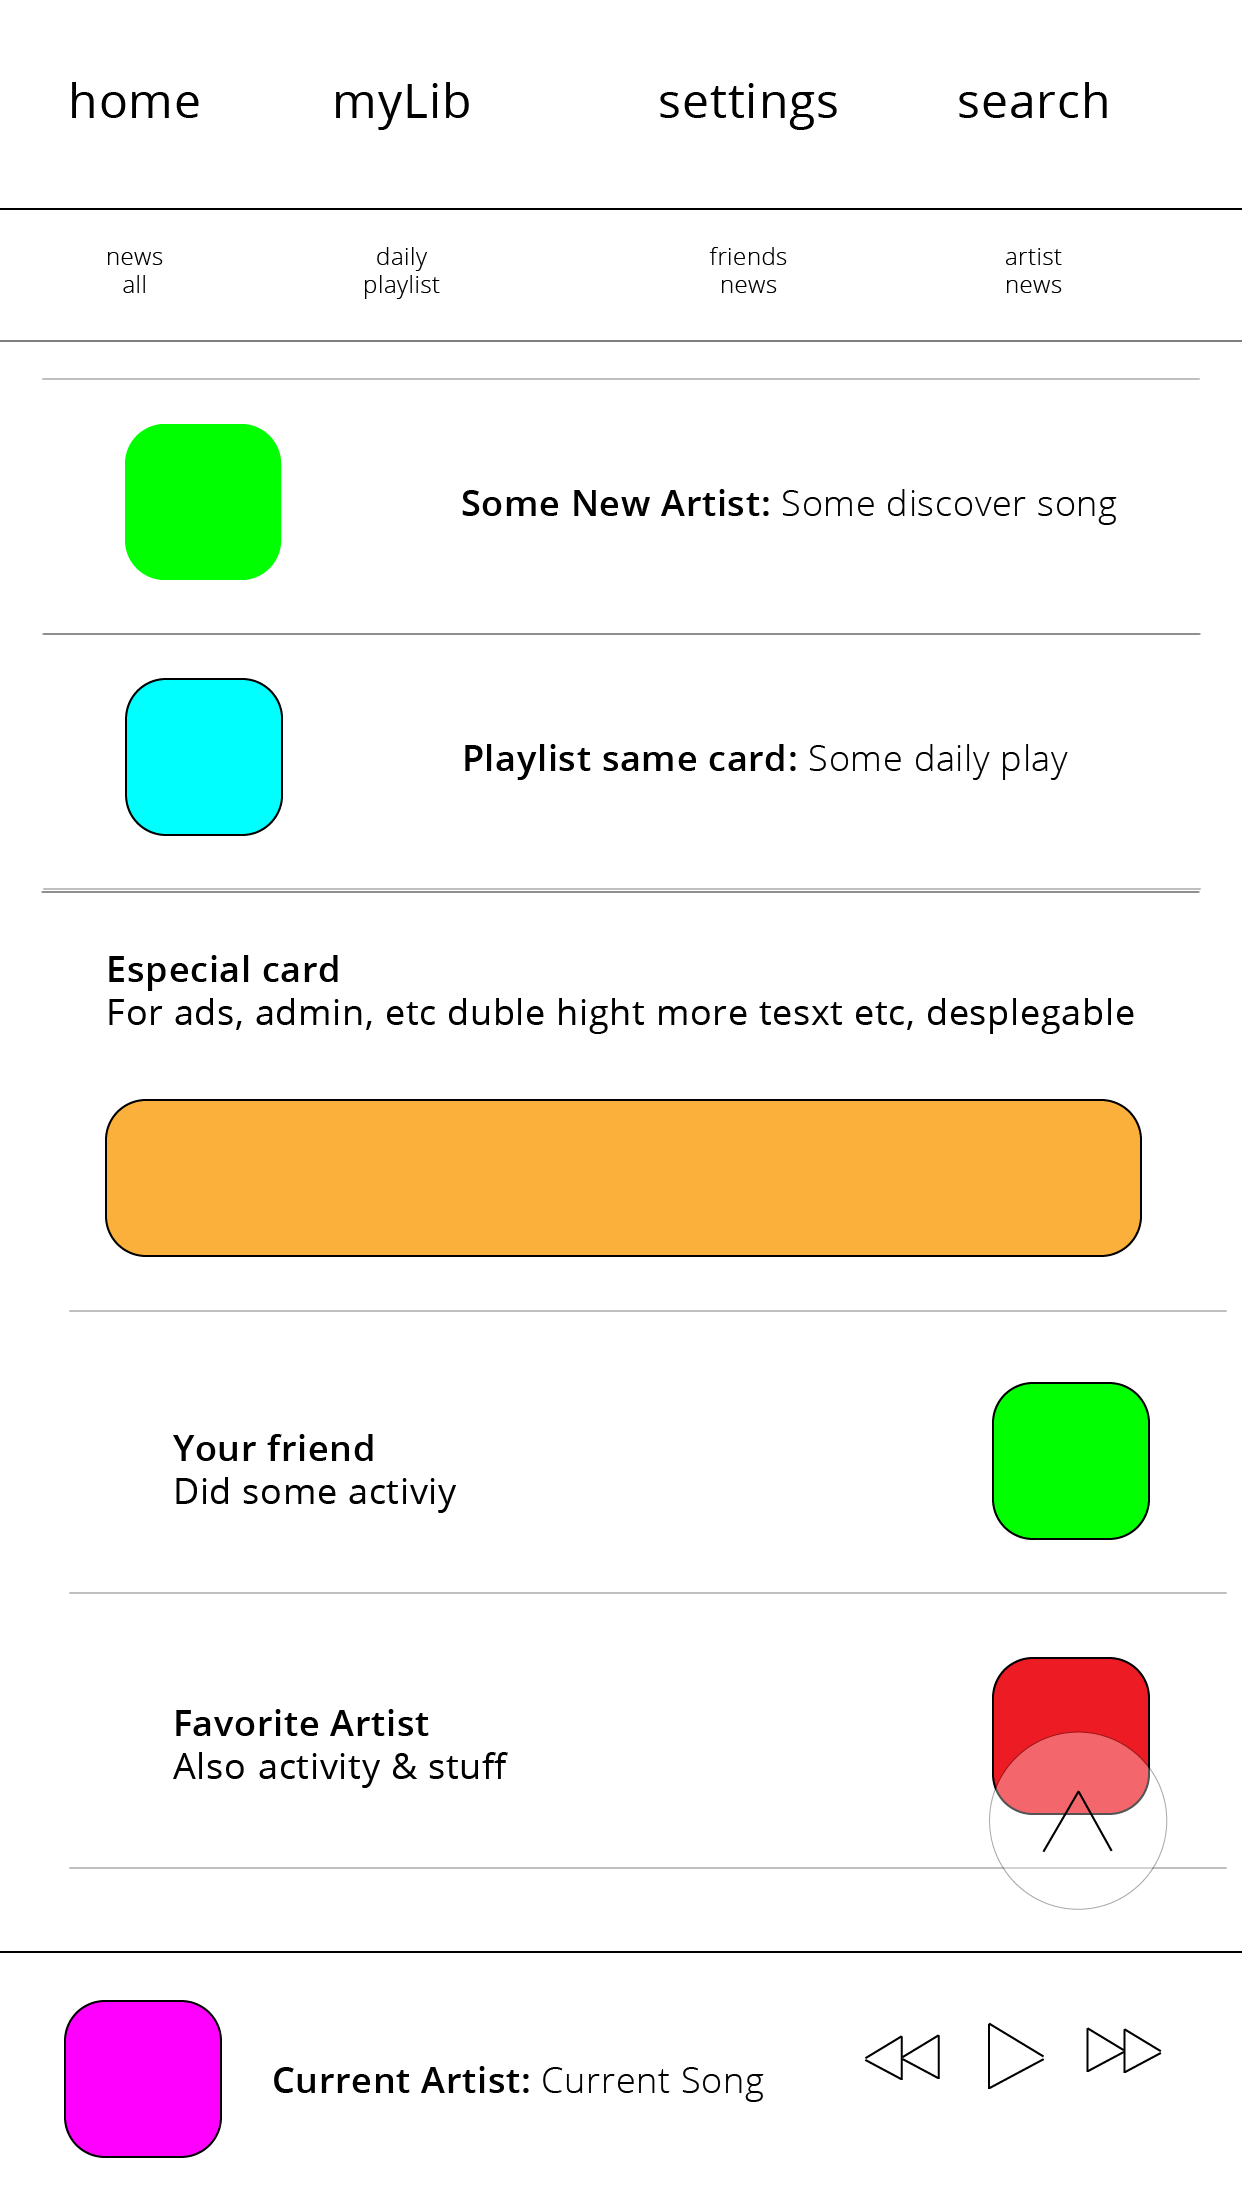 home myLib settings search
news all
daily playlist
friends news
artist news
Some New Artist: Some discover song
Playlist same card: Some daily play
Especial card
For ads, admin, etc duble hight more tesxt etc, desplegable
Your friend
Did some activiy
Favorite Artist
Also activity & stuff
Current Artist: Current Song